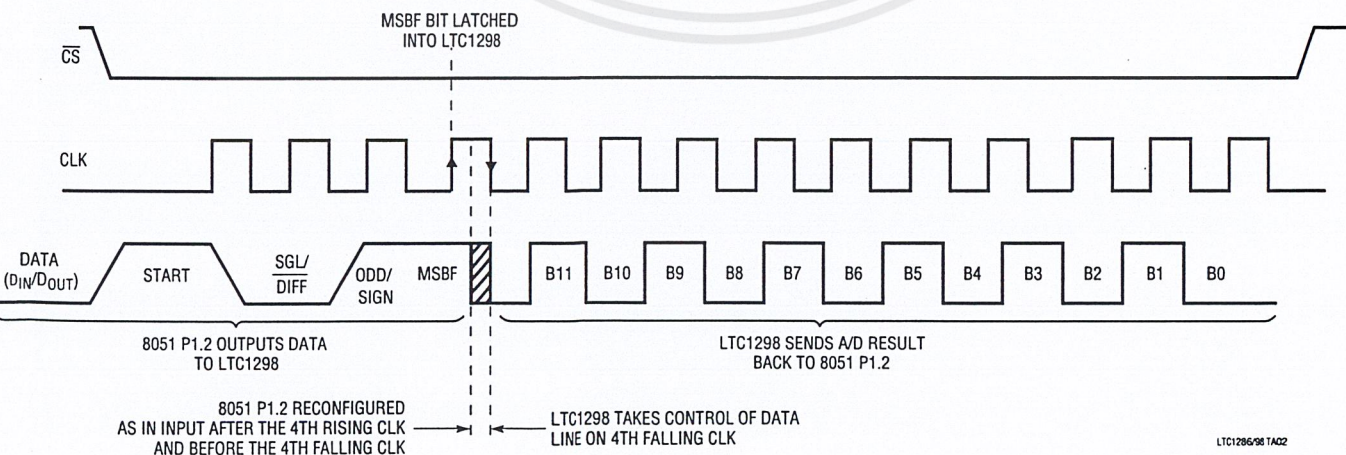 MSBF BIT LATCHED
INTO LTC1298
CS
CLK
DATA
(DIN/DOUT)
START
SGL/
DIFF
ODD/
SIGN
MSBF
B11
B10
B9
B8
B7
B6
B5
B4
B3
B2
B1
B0
8051 P1.2 OUTPUTS DATA
TO LTC1298
LTC1298 SENDS A/D RESULT
BACK TO 8051 P1.2
8051 P1.2 RECONFIGURED
AS IN INPUT AFTER THE 4TH RISING CLK
AND BEFORE THE 4TH FALLING CLK
LTC1298 TAKES CONTROL OF DATA
LINE ON 4TH FALLING CLK
LTC1286/98 TA02